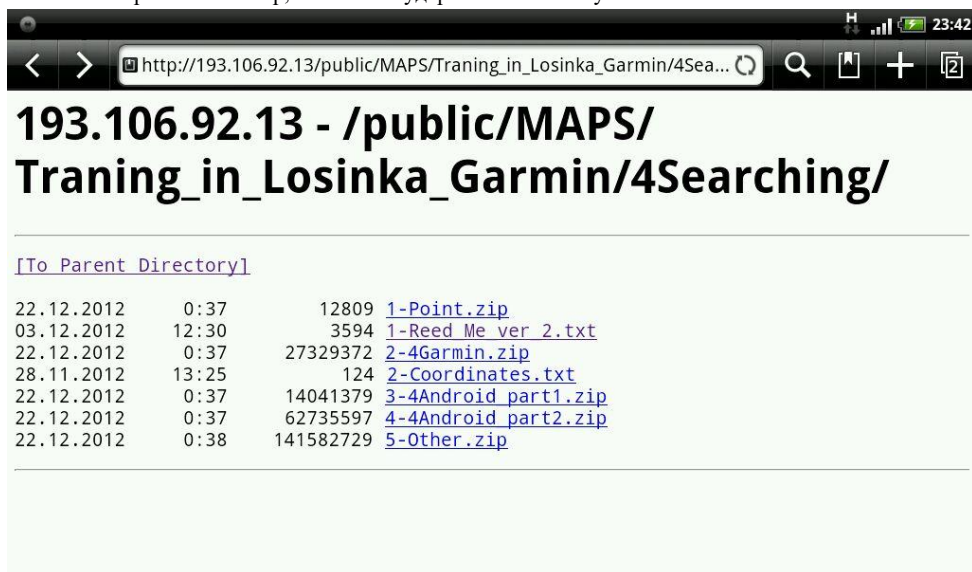 H 23:42
http://193.106.92.13/public/MAPS/Traning_in_Losinka_Garmin/4Sea... 2
193.106.92.13 - /public/MAPS/
Traning_in_Losinka_Garmin/4Searching/
[To Parent Directory]
22.12.2012 0:37 12809 1-Point.zip
03.12.2012 12:30 3594 1-Reed Me ver 2.txt
22.12.2012 0:37 27329372 2-4Garmin.zip
28.11.2012 13:25 124 2-Coordinates.txt
22.12.2012 0:37 14041379 3-4Android part1.zip
22.12.2012 0:37 62735597 4-4Android part2.zip
22.12.2012 0:38 141582729 5-Other.zip